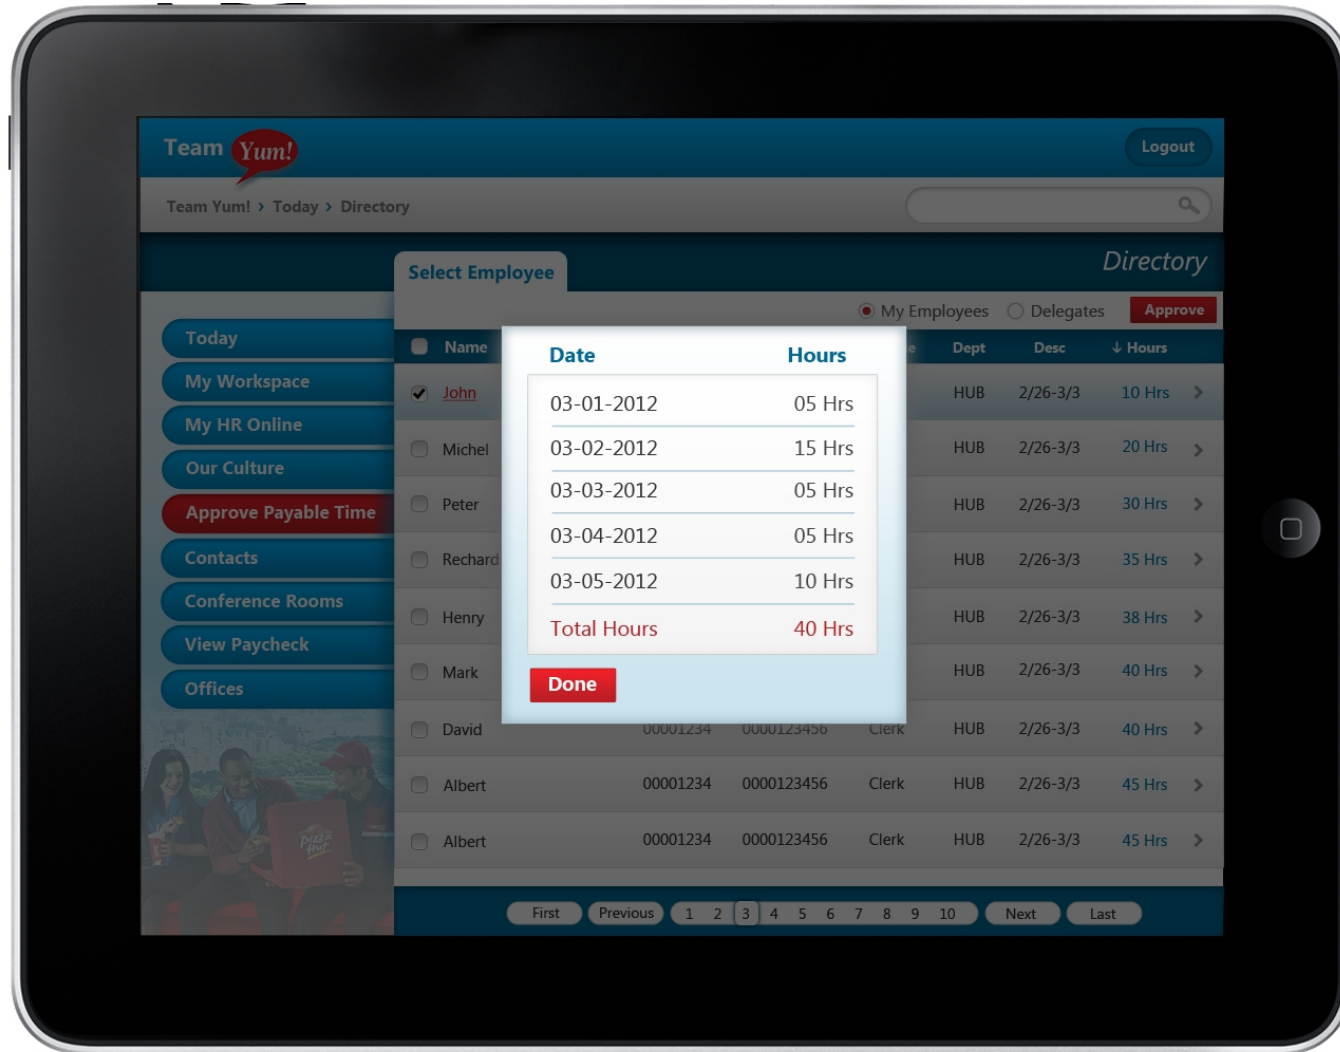 Team Yum!
Logout
Team Yum! > Today > Directory
Select Employee
Directory
My Employees Delegates Approve
Today
My Workspace
My HR Online
Our Culture
Approve Payable Time
Contacts
Conference Rooms
View Paycheck
Offices
Pizza Hut
Name Dept Desc ↓ Hours
John HUB 2/26-3/3 10 Hrs >
Michel HUB 2/26-3/3 20 Hrs >
Peter HUB 2/26-3/3 30 Hrs >
Rechard HUB 2/26-3/3 35 Hrs >
Henry HUB 2/26-3/3 38 Hrs >
Mark HUB 2/26-3/3 40 Hrs >
David 00001234 0000123456 Clerk HUB 2/26-3/3 40 Hrs >
Albert 00001234 0000123456 Clerk HUB 2/26-3/3 45 Hrs >
Albert 00001234 0000123456 Clerk HUB 2/26-3/3 45 Hrs >
Date Hours
03-01-2012 05 Hrs
03-02-2012 15 Hrs
03-03-2012 05 Hrs
03-04-2012 05 Hrs
03-05-2012 10 Hrs
Total Hours 40 Hrs
Done
First Previous 1 2 3 4 5 6 7 8 9 10 Next Last